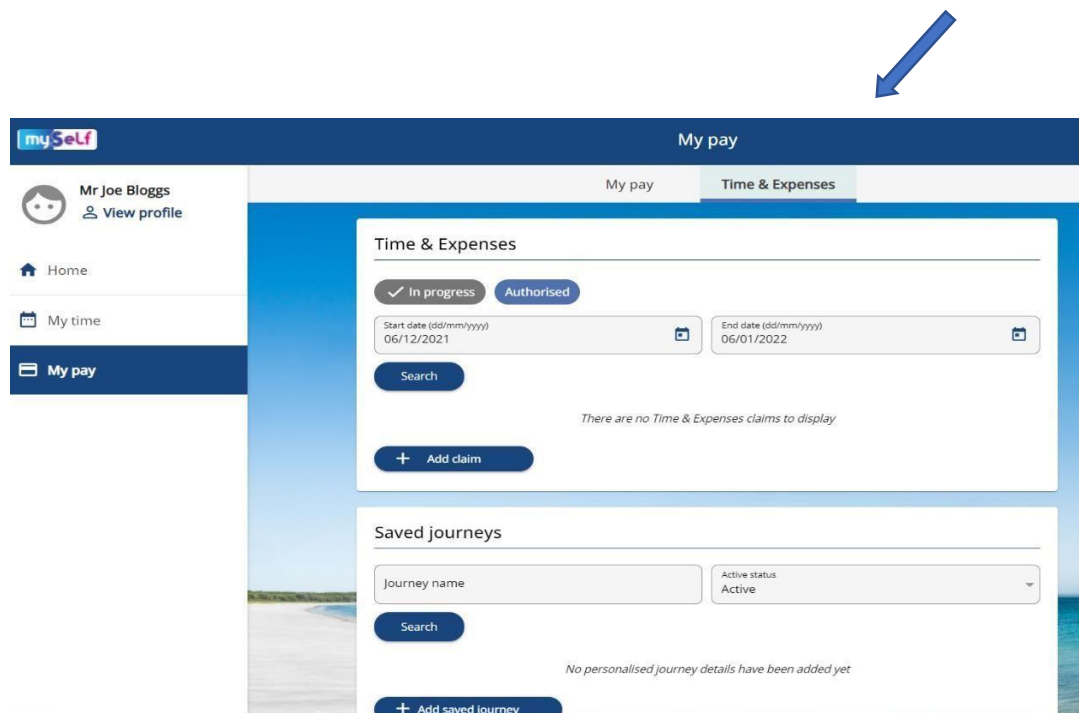 mySelf
My pay
Mr Joe Bloggs
View profile
Home
My time
My pay
My pay Time & Expenses
Time & Expenses
In progress Authorised
Start date (dd/mm/yyyy) End date (dd/mm/yyyy)
06/12/2021 06/01/2022
Search
There are no Time & Expenses claims to display
Add claim
Saved journeys
Journey name
Active status
Active
Search
No personalised journey details have been added yet
Add saved journey